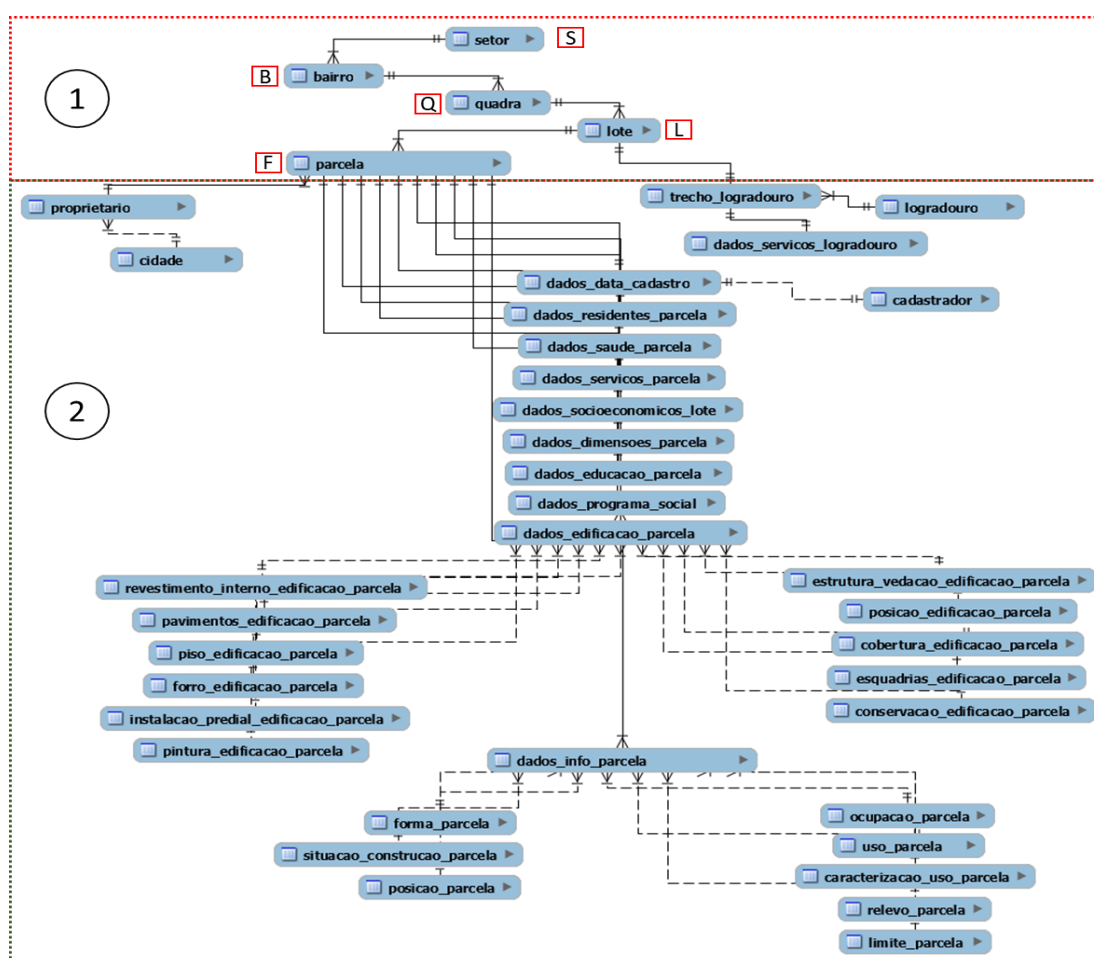 setor
S
B
bairro
1
Q
quadra
lote
L
F
parcela
proprietario
trecho_logradouro
logradouro
dados_servicos_logradouro
cidade
dados_data_cadastro
cadastrador
dados_residentes_parcela
dados_saude_parcela
dados_servicos_parcela
2
dados_socioeconomicos_lote
dados_dimensoes_parcela
dados_educacao_parcela
dados_programa_social
dados_edificacao_parcela
revestimento_interno_edificacao_parcela
pavimentos_edificacao_parcela
piso_edificacao_parcela
forro_edificacao_parcela
instalacao_predial_edificacao_parcela
pintura_edificacao_parcela
estrutura_vedacao_edificacao_parcela
posicao_edificacao_parcela
cobertura_edificacao_parcela
esquadrias_edificacao_parcela
conservacao_edificacao_parcela
dados_info_parcela
forma_parcela
situacao_construcao_parcela
posicao_parcela
ocupacao_parcela
uso_parcela
caracterizacao_uso_parcela
relevo_parcela
limite_parcela